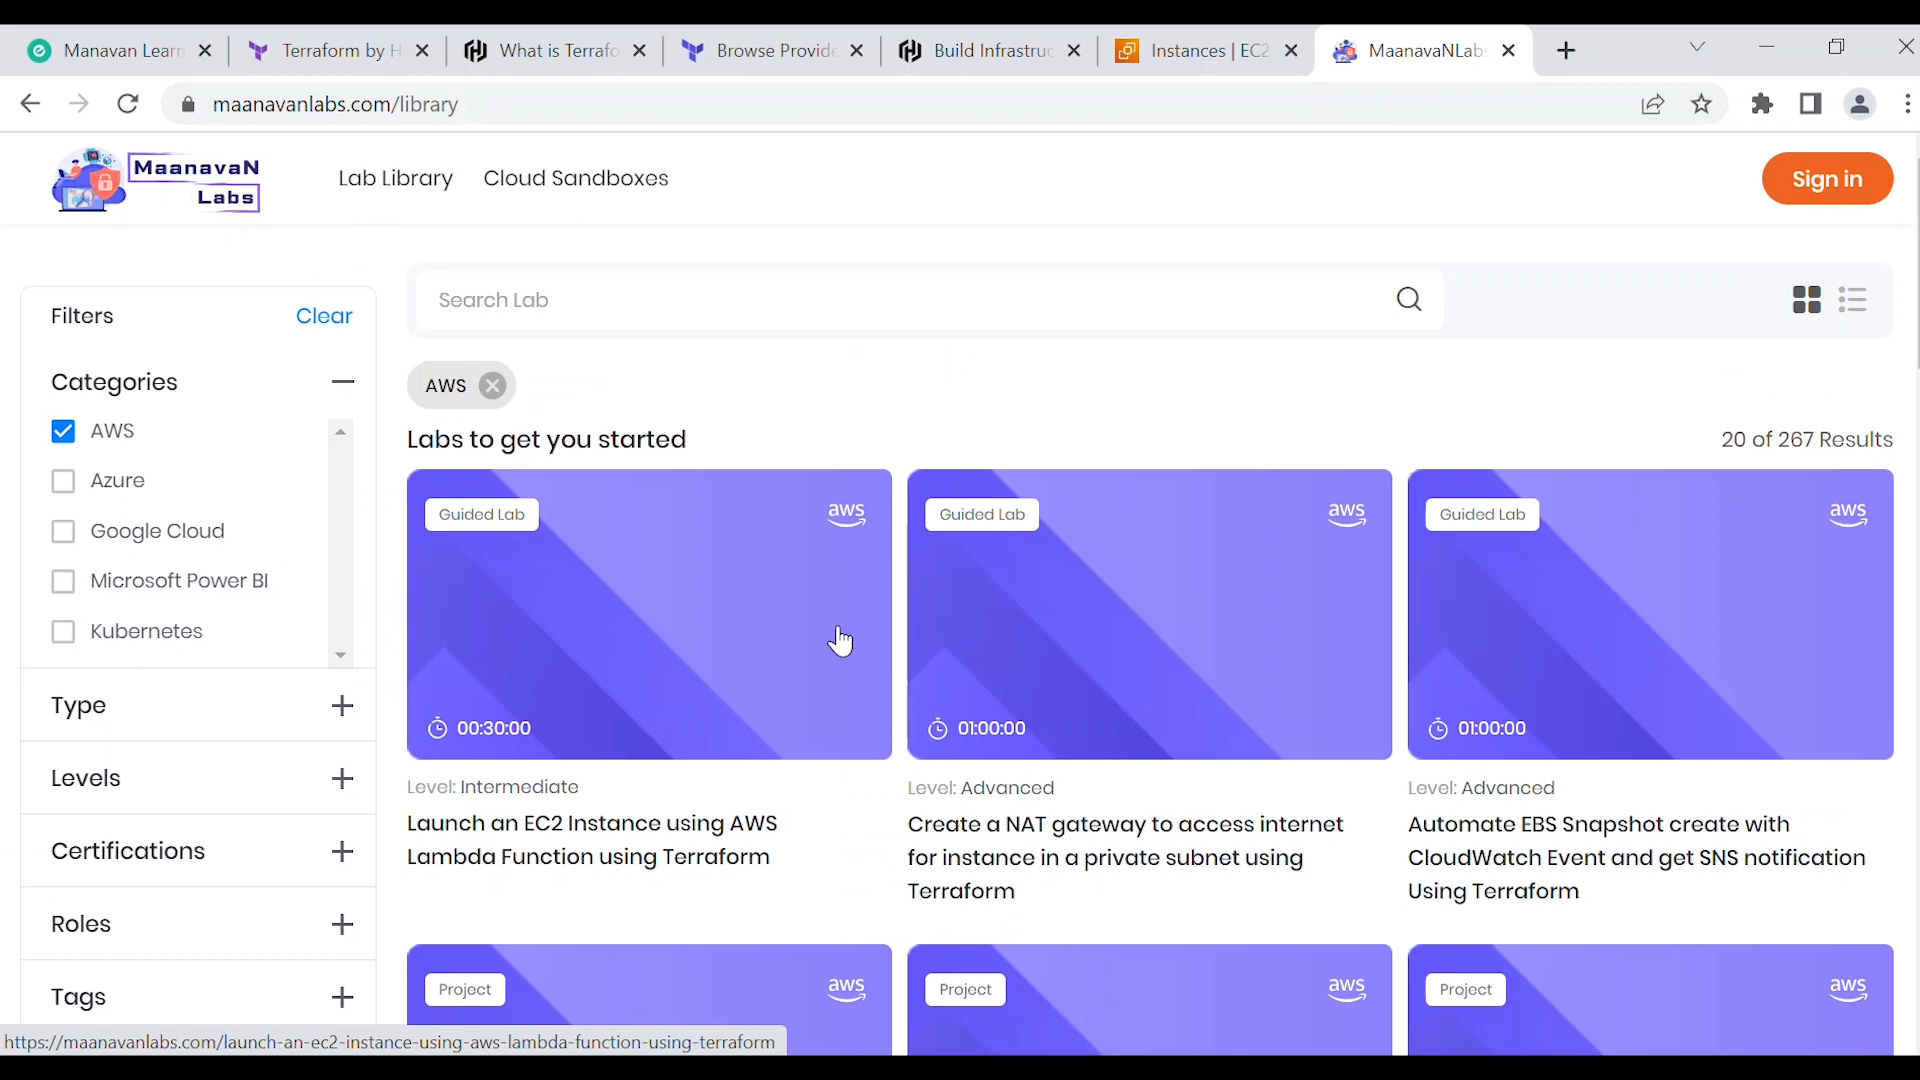 Manavan Learn
Terraform by H
What is Terrafo
Browse Provide
Build Infrastruc
Instances | EC2
MaanavaNLab
maanavanlabs.com/library
MaanavaN
Labs
Lab Library
Cloud Sandboxes
Sign in
Filters
Clear
Categories
AWS
Azure
Google Cloud
Microsoft Power BI
Kubernetes
Type
Levels
Certifications
Roles
Tags
Search Lab
AWS
Labs to get you started
20 of 267 Results
Guided Lab
aws
00:30:00
Level: Intermediate
Launch an EC2 Instance using AWS
Lambda Function using Terraform
Guided Lab
aws
01:00:00
Level: Advanced
Create a NAT gateway to access internet
for instance in a private subnet using
Terraform
Guided Lab
aws
01:00:00
Level: Advanced
Automate EBS Snapshot create with
CloudWatch Event and get SNS notification
Using Terraform
Project
aws
Project
aws
Project
aws
https://maanavanlabs.com/launch-an-ec2-instance-using-aws-lambda-function-using-terraform